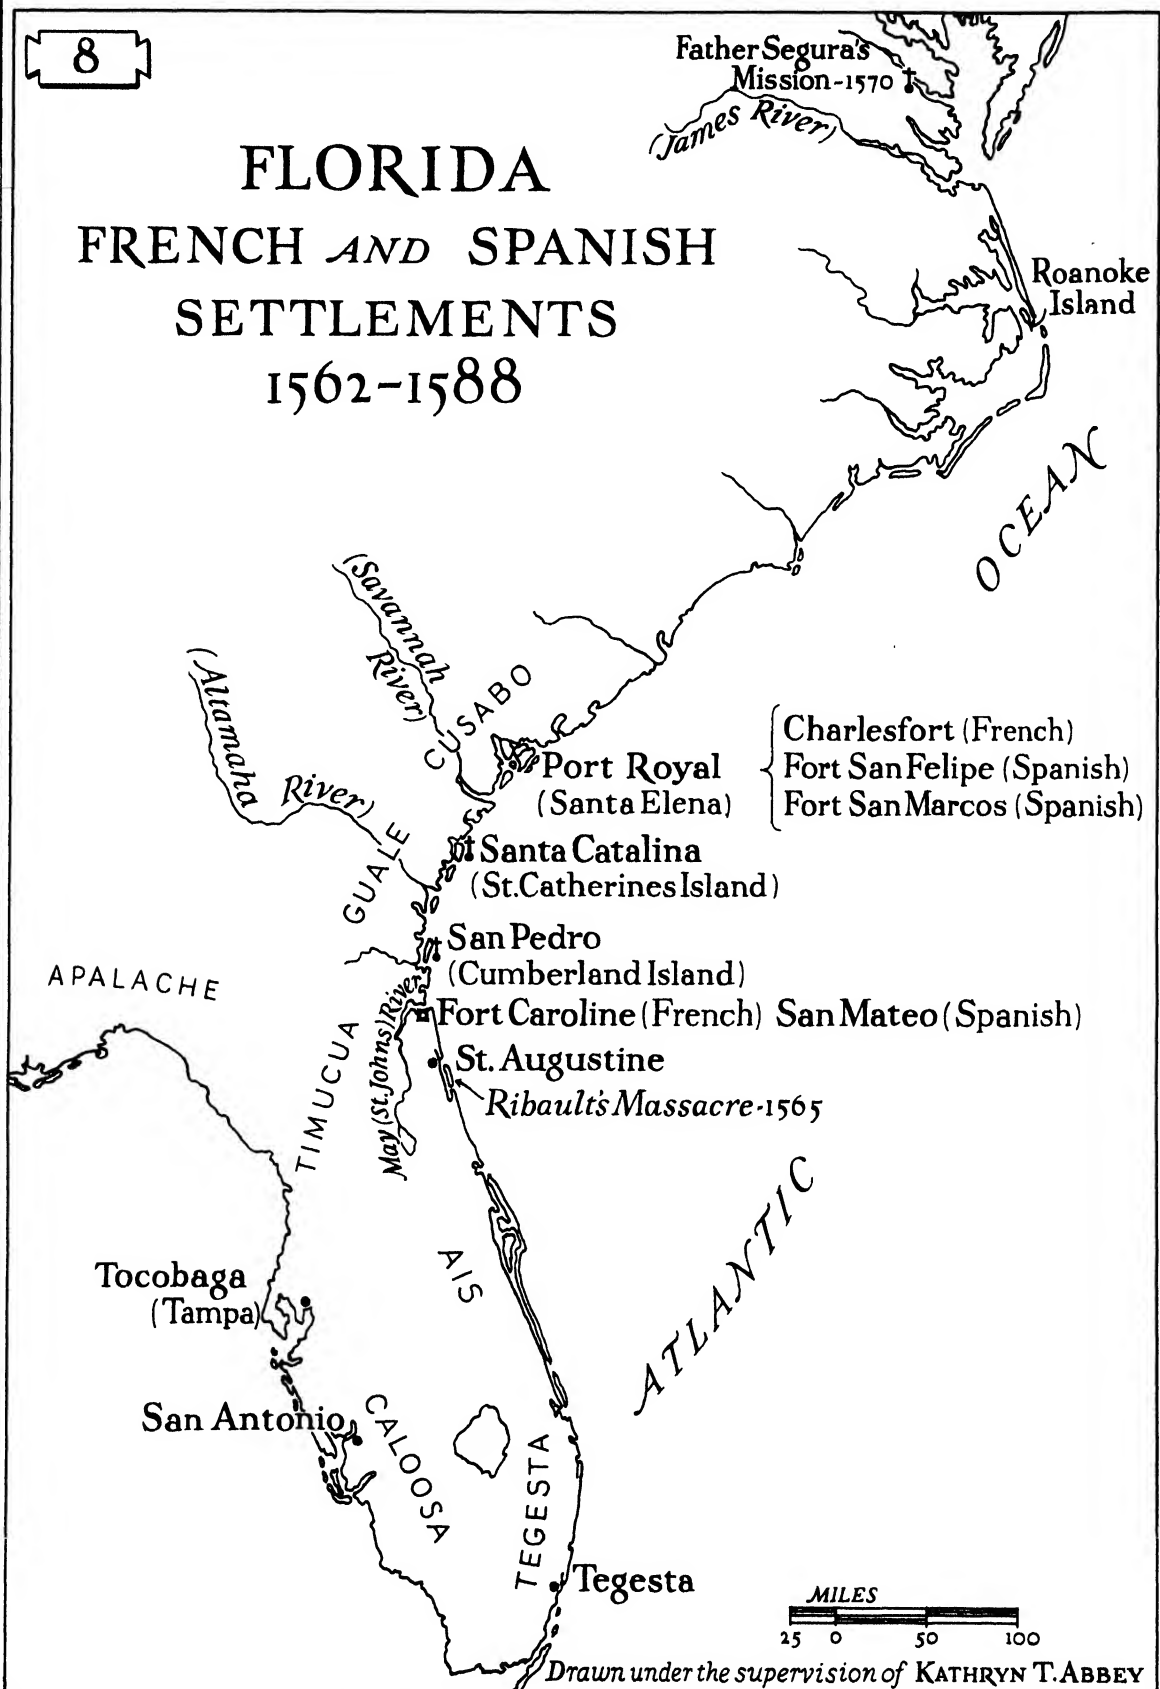 8
FLORIDA
FRENCH AND SPANISH
SETTLEMENTS
1562-1588
Father Segura's
Mission-1570
(James River)
Roanoke
Island
OCEAN
(Savannah
River)
(Altamaha
River)
CUSABO
Port Royal
(Santa Elena)
Charlesfort (French)
Fort San Felipe (Spanish)
Fort San Marcos (Spanish)
GUALE
Santa Catalina
(St. Catherines Island)
San Pedro
(Cumberland Island)
APALACHE
Fort Caroline (French) San Mateo (Spanish)
May (St. Johns) River
TIMUCUA
St. Augustine
Ribault's Massacre-1565
ATLANTIC
AIS
Tocobaga
(Tampa)
San Antonio
CALOOSA
TEGESTA
Tegesta
MILES
25 0 50 100
Drawn under the supervision of KATHRYN T. ABBEY